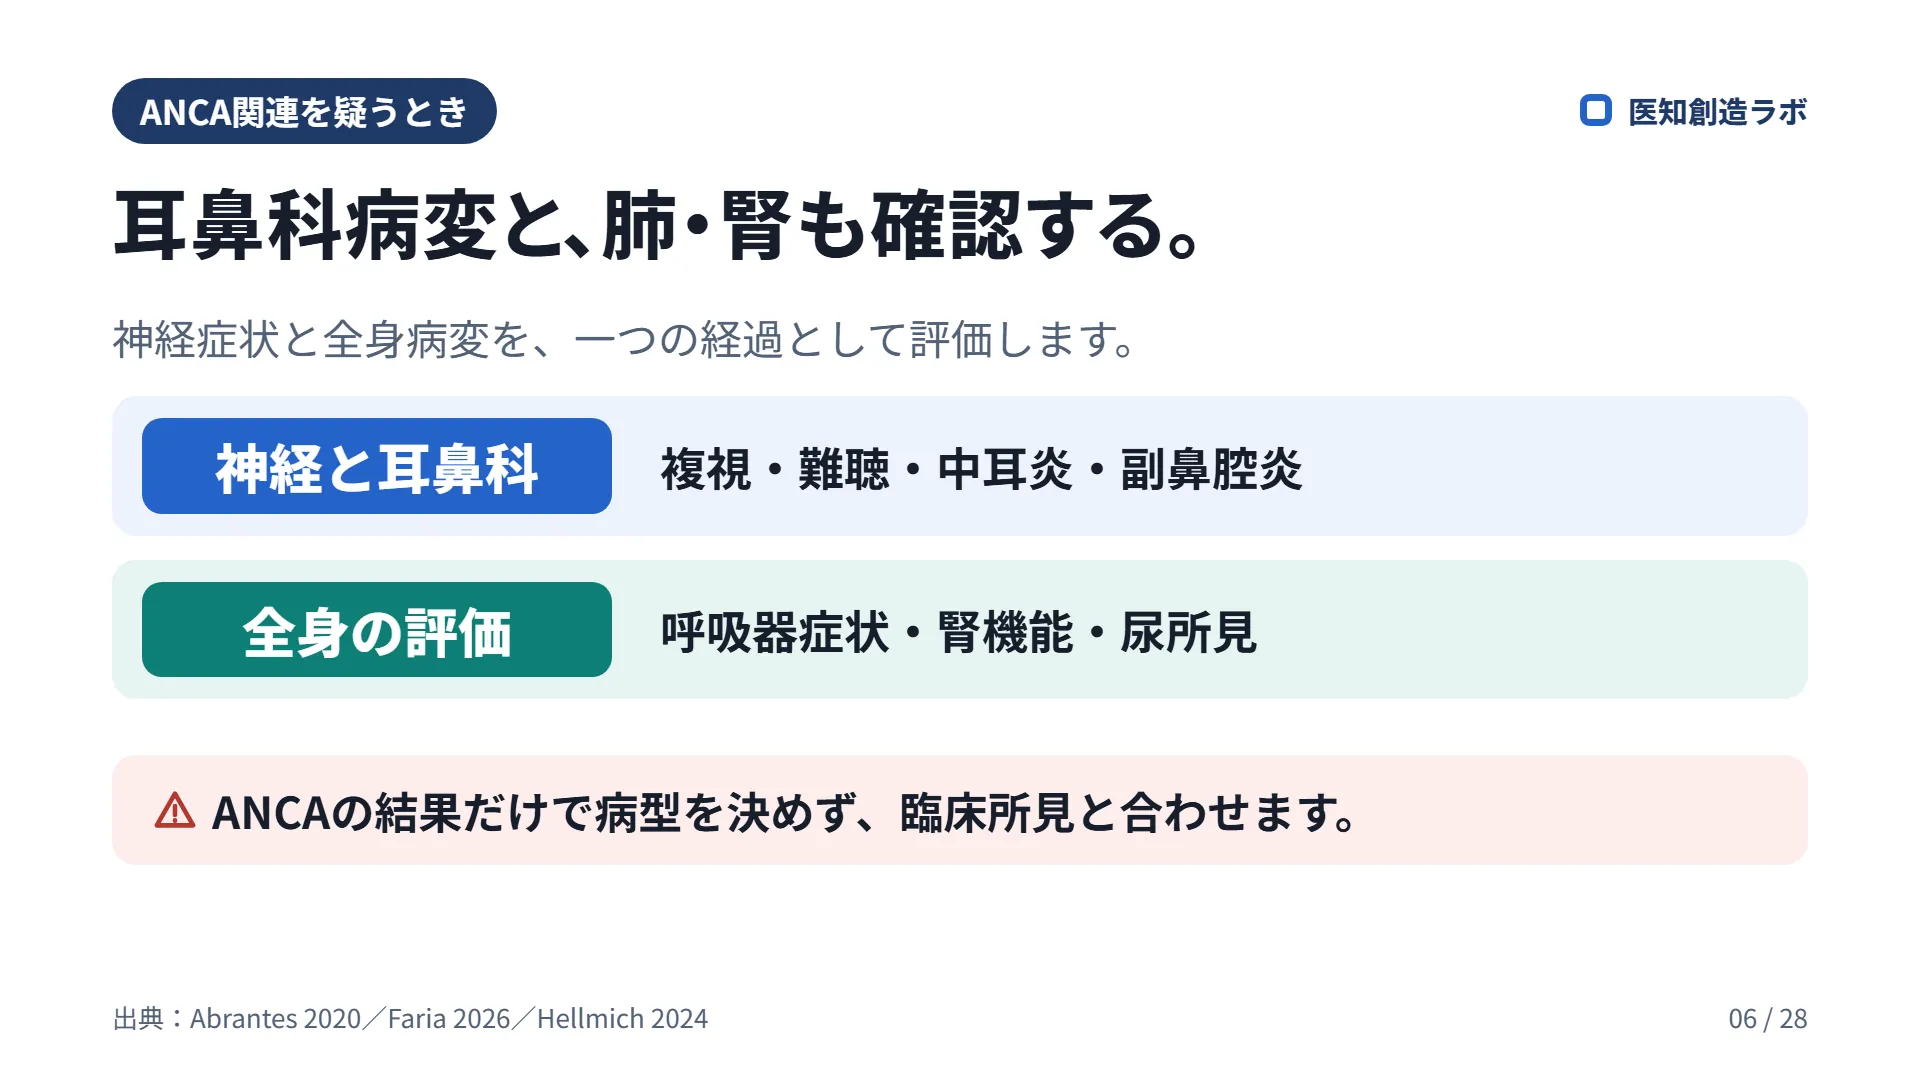 ANCA関連を疑うとき
医知創造ラボ
耳鼻科病変と、肺・腎も確認する。
神経症状と全身病変を、一つの経過として評価します。
神経と耳鼻科
複視・難聴・中耳炎・副鼻腔炎
全身の評価
呼吸器症状・腎機能・尿所見
ANCAの結果だけで病型を決めず、臨床所見と合わせます。
出典：Abrantes 2020／Faria 2026／Hellmich 2024
06 / 28